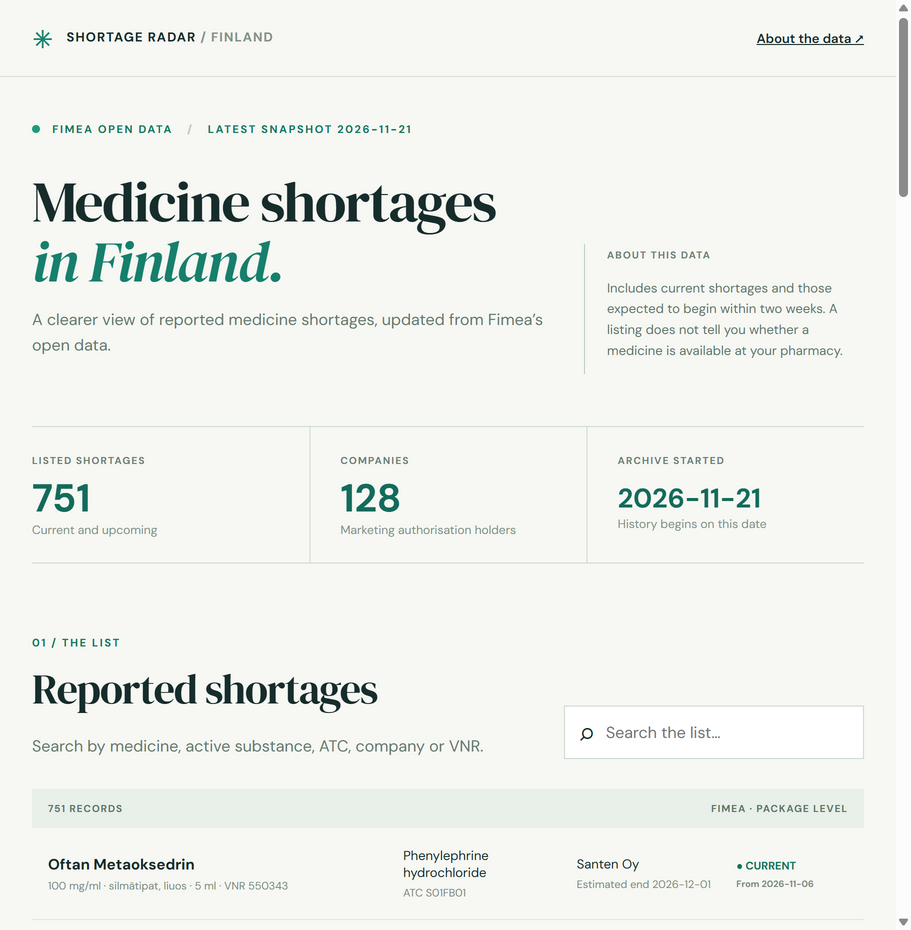 SHORTAGE RADAR / FINLAND
About the data ↗
FIMEA OPEN DATA / LATEST SNAPSHOT 2026-11-21
Medicine shortages
in Finland.
A clearer view of reported medicine shortages, updated from Fimea’s
open data.
ABOUT THIS DATA
Includes current shortages and those
expected to begin within two weeks. A
listing does not tell you whether a
medicine is available at your pharmacy.
LISTED SHORTAGES
751
Current and upcoming
COMPANIES
128
Marketing authorisation holders
ARCHIVE STARTED
2026-11-21
History begins on this date
01 / THE LIST
Reported shortages
Search by medicine, active substance, ATC, company or VNR.
Search the list…
751 RECORDS
FIMEA · PACKAGE LEVEL
Oftan Metaoksedrin
100 mg/ml · silmätipat, liuos · 5 ml · VNR 550343
Phenylephrine
hydrochloride
ATC S01FB01
Santen Oy
Estimated end 2026-12-01
● CURRENT
From 2026-11-06